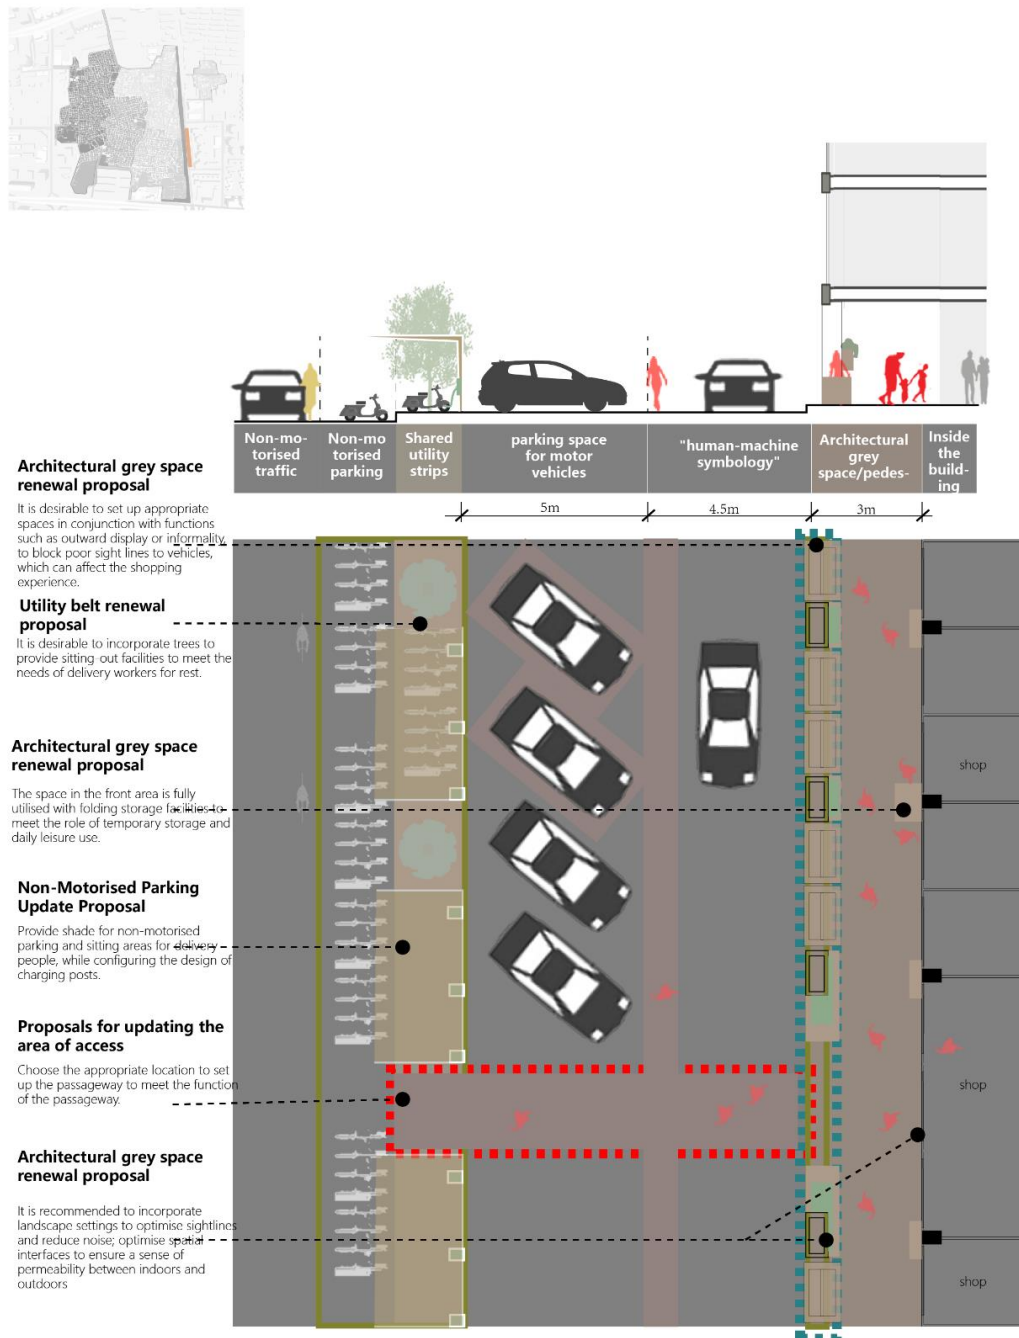 Non-mo-
torised
traffic
Non-mo
torised
parking
Shared
utility
strips
parking space
for motor
vehicles
"human-machine
symbology"
Architectural
grey
space/pedes-
Inside
the
build-
ing
5m
4.5m
3m
Architectural grey space
renewal proposal
It is desirable to set up appropriate
spaces in conjunction with functions
such as outward display or informality,
to block poor sight lines to vehicles,
which can affect the shopping
experience.
Utility belt renewal
proposal
It is desirable to incorporate trees to
provide sitting-out facilities to meet the
needs of delivery workers for rest.
Architectural grey space
renewal proposal
The space in the front area is fully
utilised with folding storage facilities to
meet the role of temporary storage and
daily leisure use.
Non-Motorised Parking
Update Proposal
Provide shade for non-motorised
parking and sitting areas for delivery
people, while configuring the design of
charging posts.
Proposals for updating the
area of access
Choose the appropriate location to set
up the passageway to meet the function
of the passageway.
Architectural grey space
renewal proposal
It is recommended to incorporate
landscape settings to optimise sightlines
and reduce noise; optimise spatial
interfaces to ensure a sense of
permeability between indoors and
outdoors
shop
shop
shop